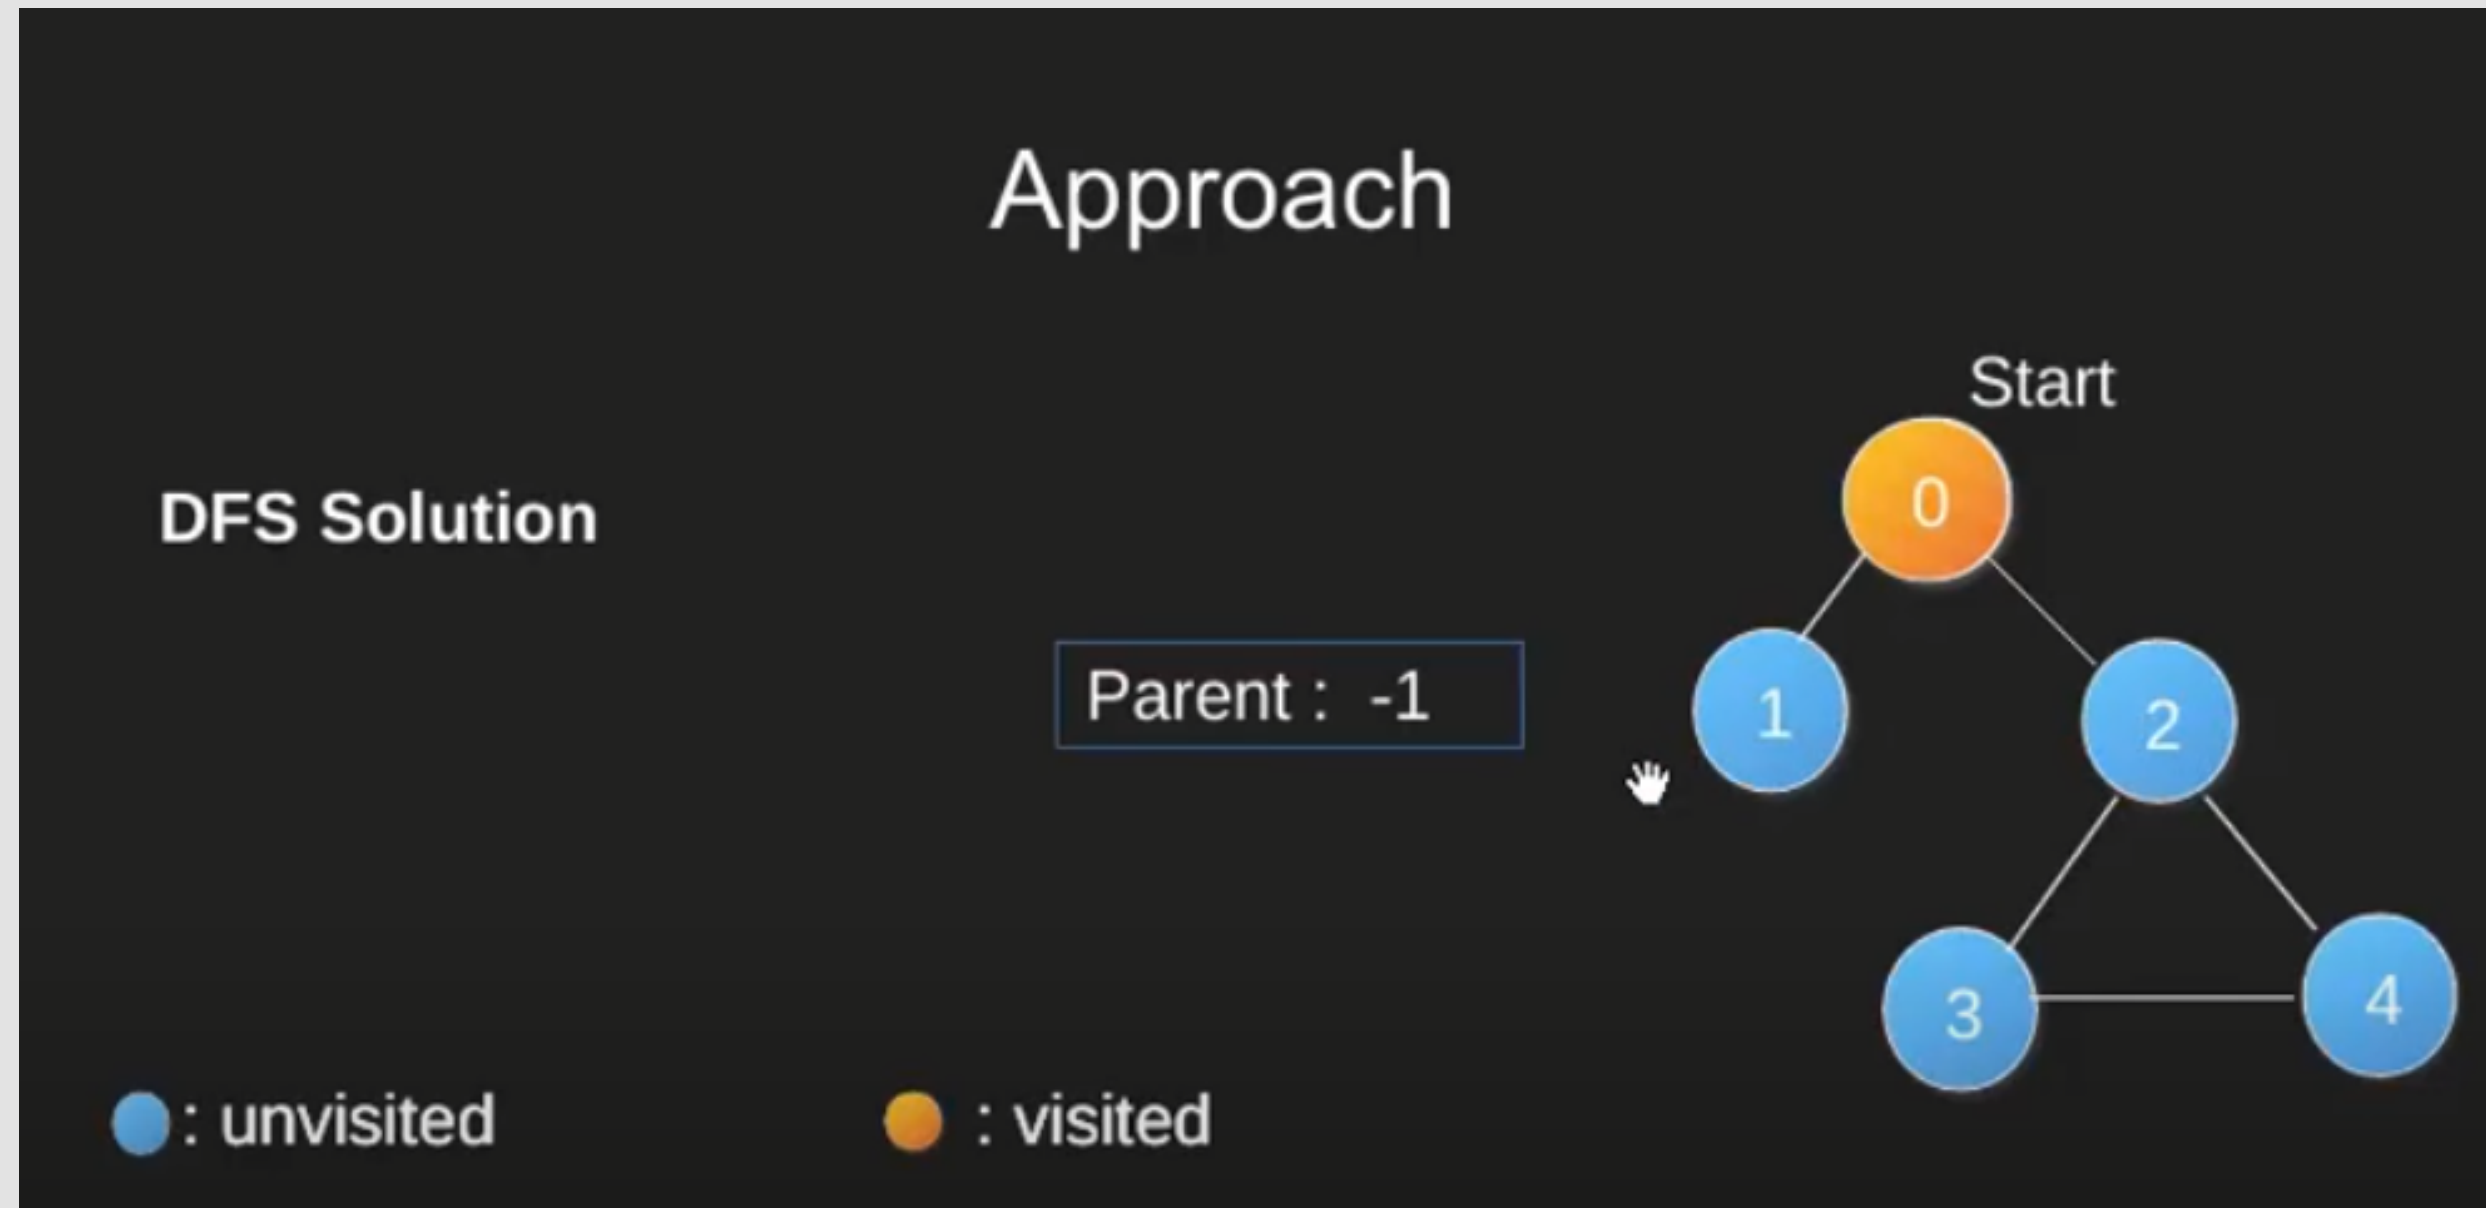 Approach
Start
0
DFS Solution
Parent : -1
1
2
3
4
: unvisited
: visited